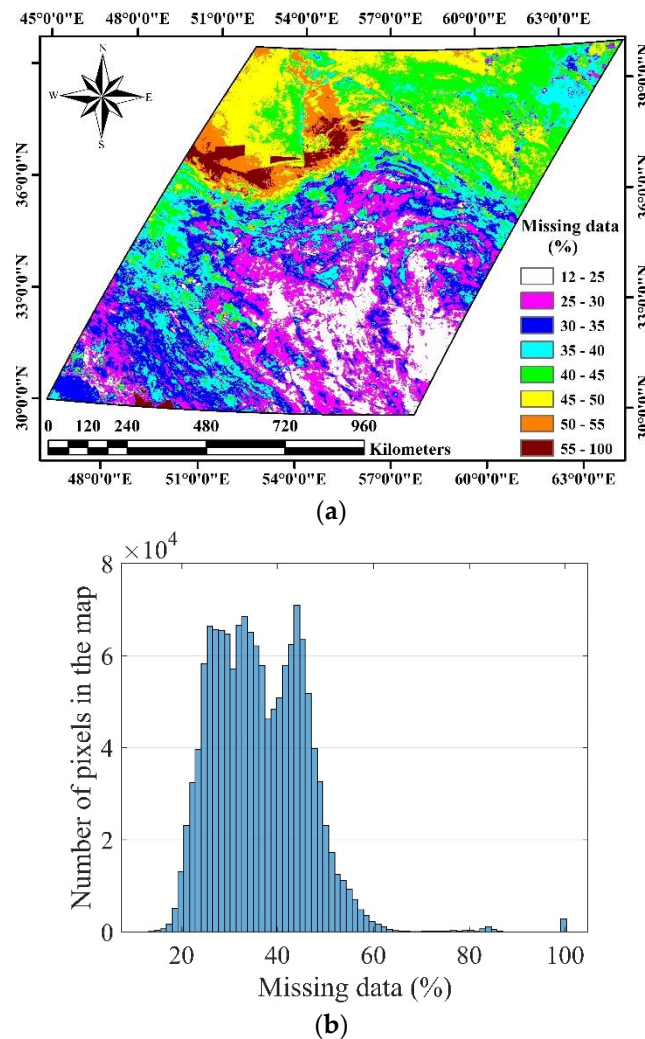 45°0'0"E 48°0'0"E 51°0'0"E 54°0'0"E 57°0'0"E 60°0'0"E 63°0'0"E
N
W E
S
36°0'0"N
33°0'0"N
30°0'0"N
Missing data
(%)
12 - 25
25 - 30
30 - 35
35 - 40
40 - 45
45 - 50
50 - 55
55 - 100
0 120 240 480 720 960
Kilometers
48°0'0"E 51°0'0"E 54°0'0"E 57°0'0"E 60°0'0"E 63°0'0"E
(a)
×10⁴
8
6
4
2
0
Number of pixels in the map
20 40 60 80 100
Missing data (%)
(b)